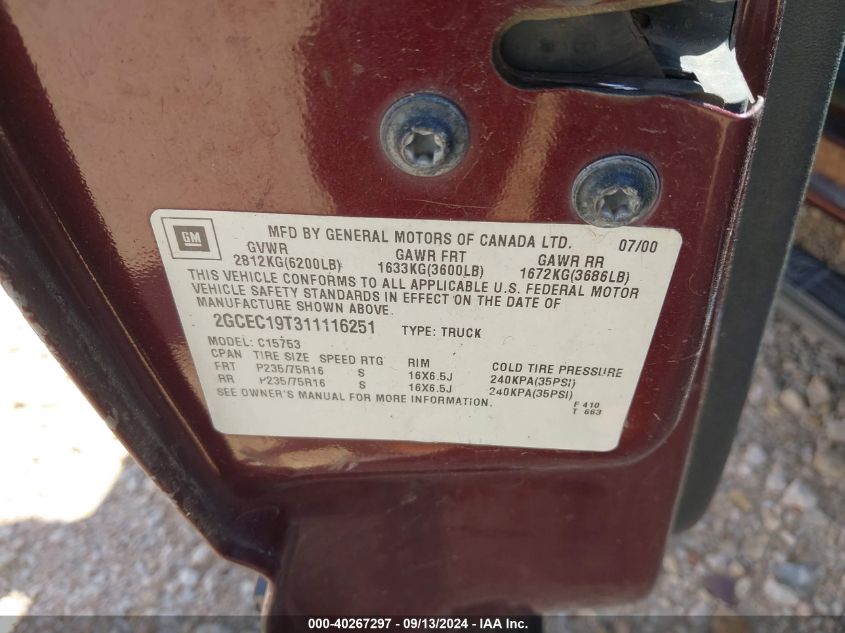 GM
MFD BY GENERAL MOTORS OF CANADA LTD. 07/00
GVWR GAWR FRT GAWR RR
2812KG(6200LB) 1633KG(3600LB) 1672KG(3686LB)
THIS VEHICLE CONFORMS TO ALL APPLICABLE U.S. FEDERAL MOTOR
VEHICLE SAFETY STANDARDS IN EFFECT ON THE DATE OF
MANUFACTURE SHOWN ABOVE.
2GCEC19T311116251 TYPE: TRUCK
MODEL: C15753
CPAN TIRE SIZE SPEED RTG RIM COLD TIRE PRESSURE
FRT P235/75R16 S 16X6.5J 240KPA(35PSI)
RR P235/75R16 S 16X6.5J 240KPA(35PSI)
SEE OWNER'S MANUAL FOR MORE INFORMATION.
F 410
T 663
000-40267297 - 09/13/2024 - IAA Inc.